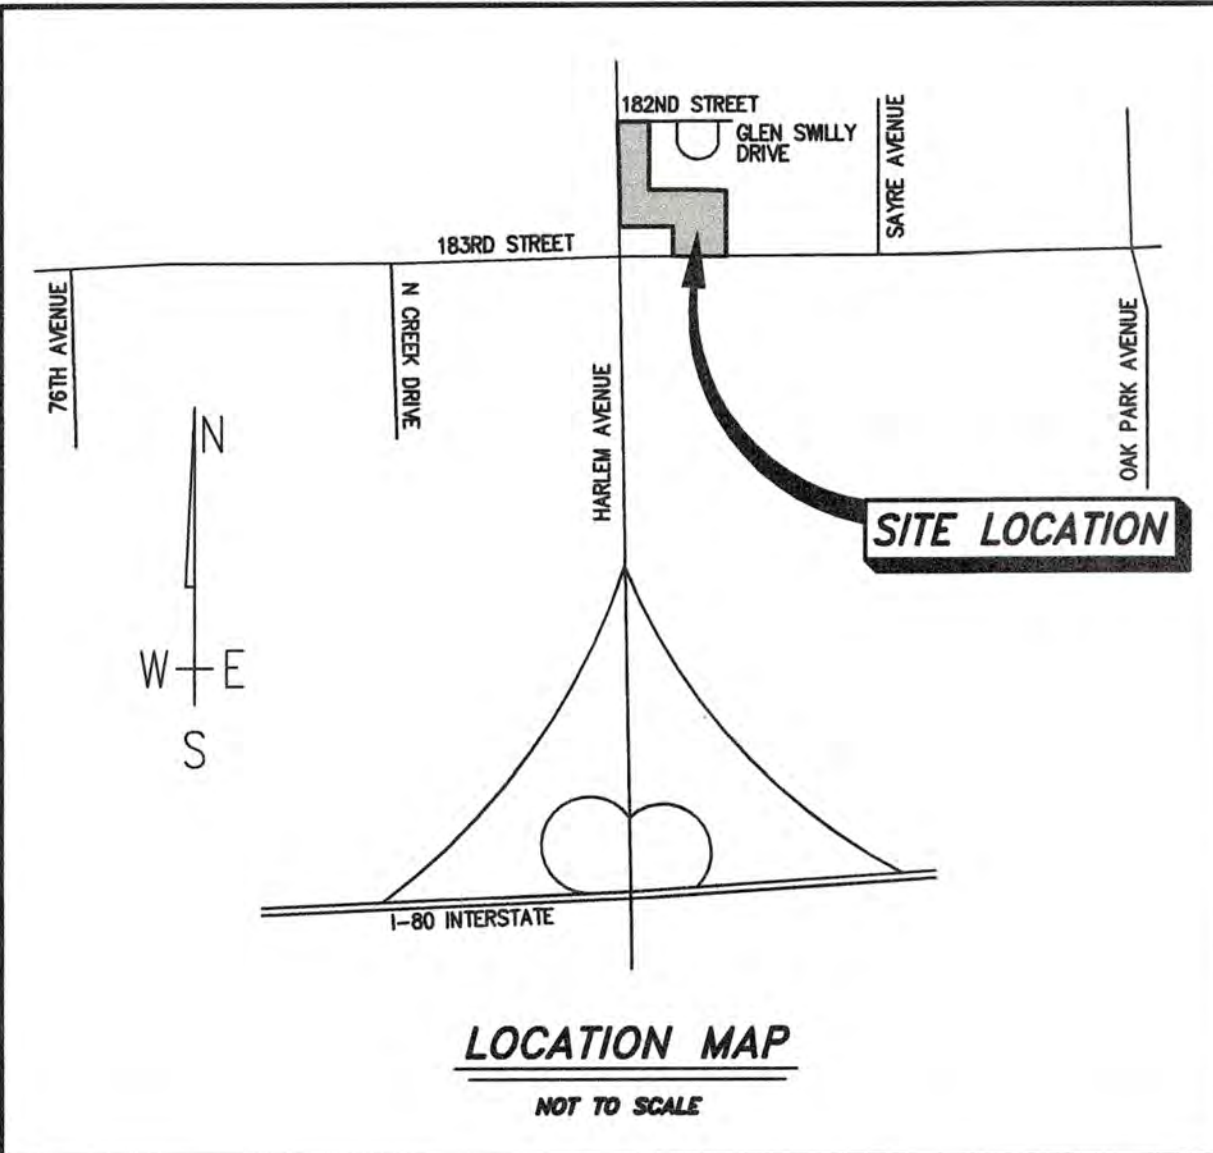 182ND STREET
GLEN SWILLY
DRIVE
SAYRE AVENUE
183RD STREET
76TH AVENUE
N CREEK DRIVE
HARLEM AVENUE
OAK PARK AVENUE
N
W E
S
SITE LOCATION
I-80 INTERSTATE
LOCATION MAP
NOT TO SCALE